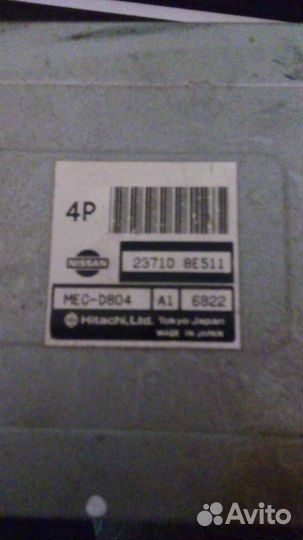 4P
NISSAN 23710 8E511
MEC-D804 A1 6822
Hitachi, Ltd. Tokyo Japan
MADE IN JAPAN
Avito